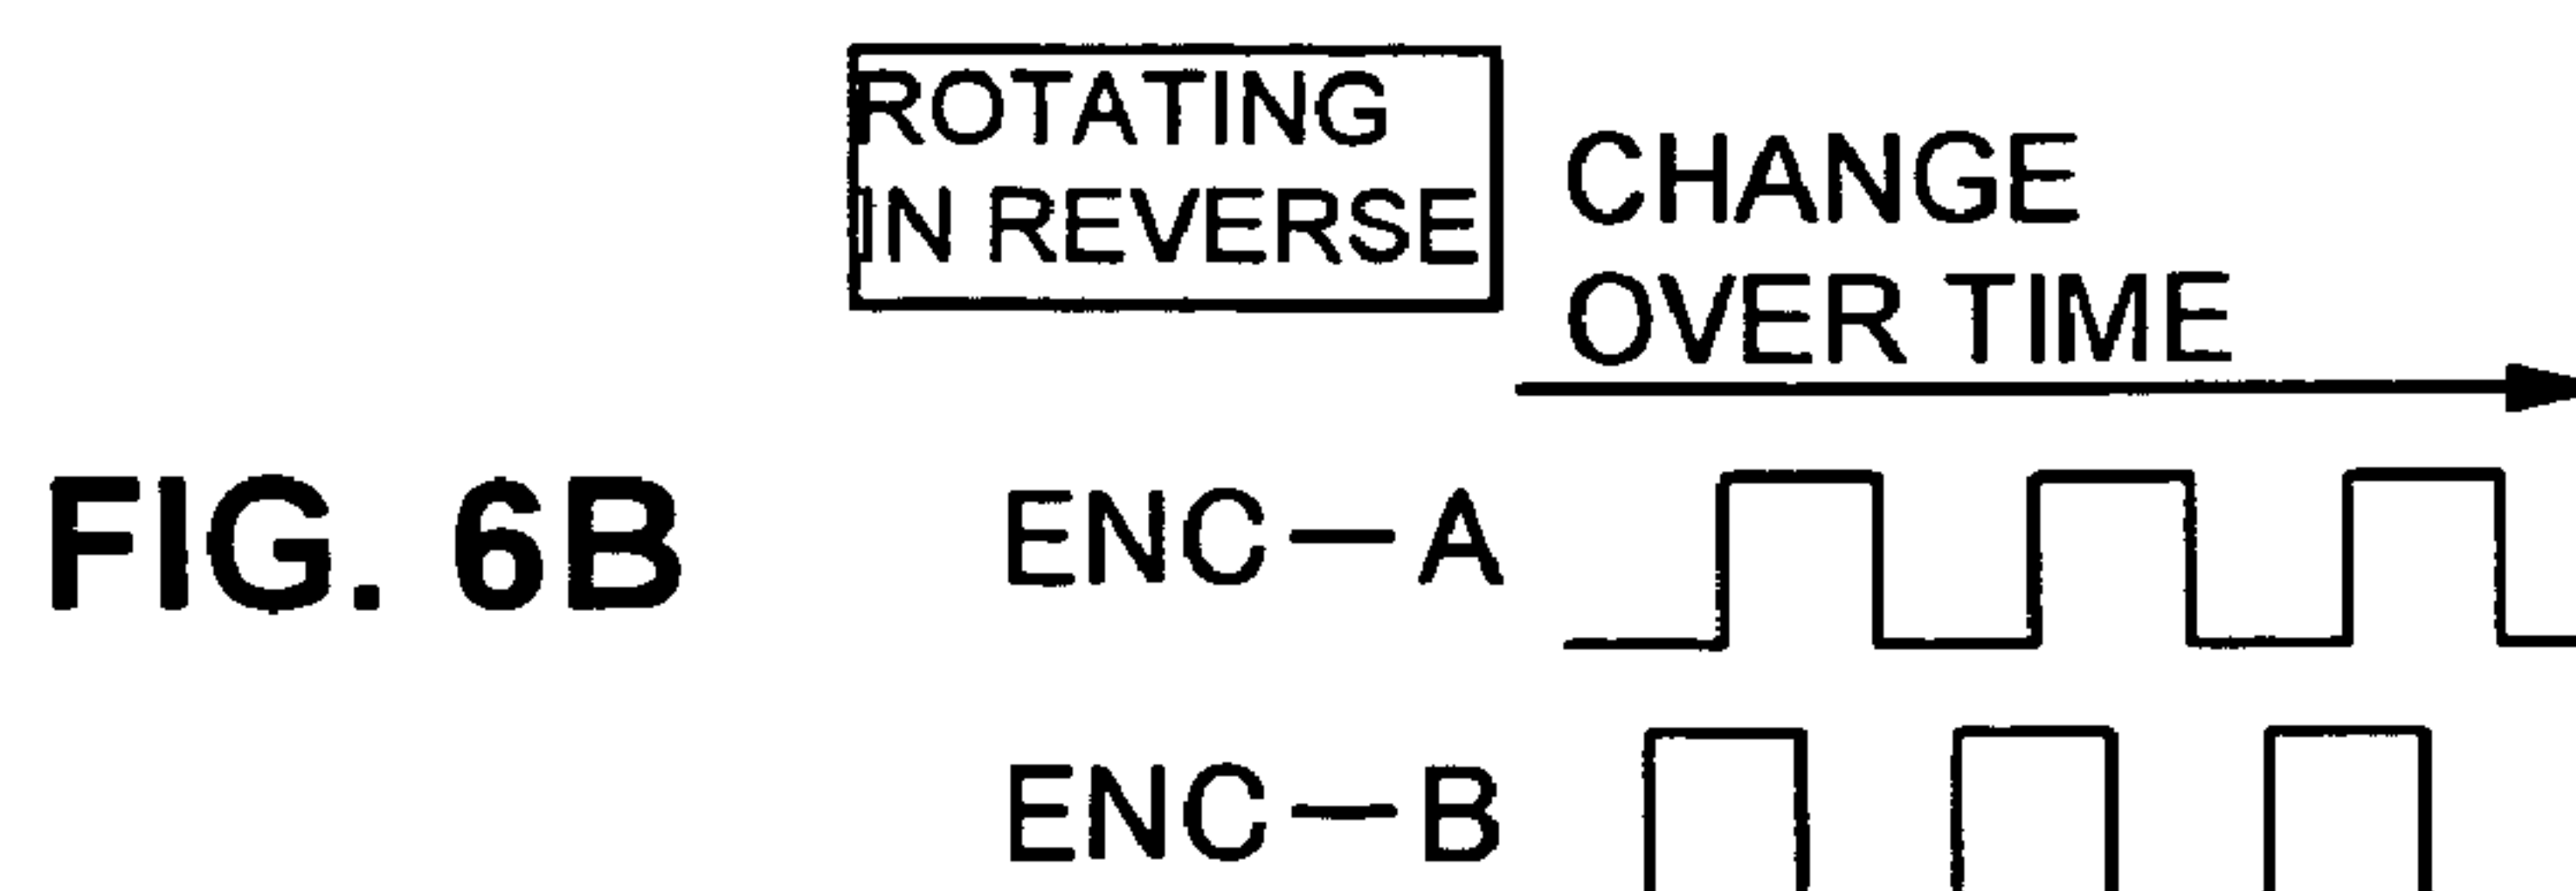 ROTATING
IN REVERSE
CHANGE
OVER TIME
FIG. 6B
ENC-A
ENC-B